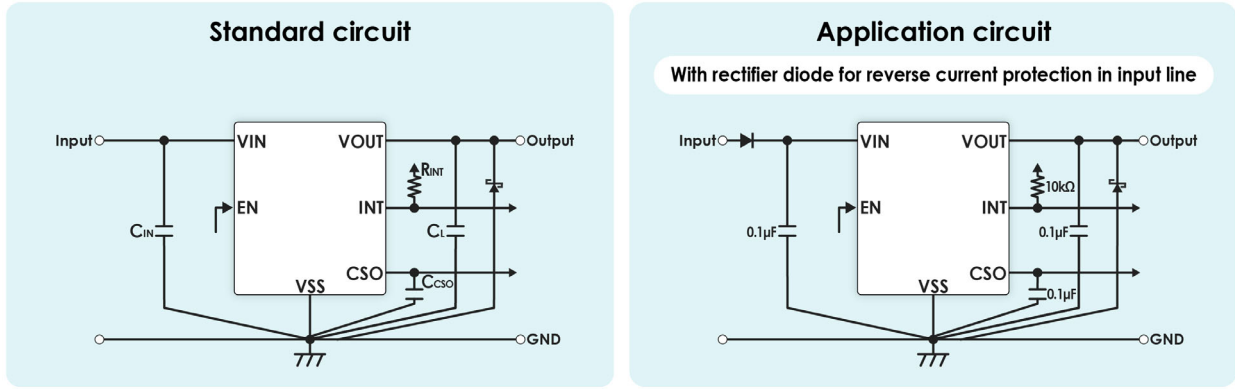 Standard circuit
Input
VIN
VOUT
Output
RINT
EN
INT
CIN
CL
CSO
CCSO
VSS
GND
Application circuit
With rectifier diode for reverse current protection in input line
Input
VIN
VOUT
Output
10kΩ
EN
INT
0.1μF
0.1μF
CSO
0.1μF
VSS
GND